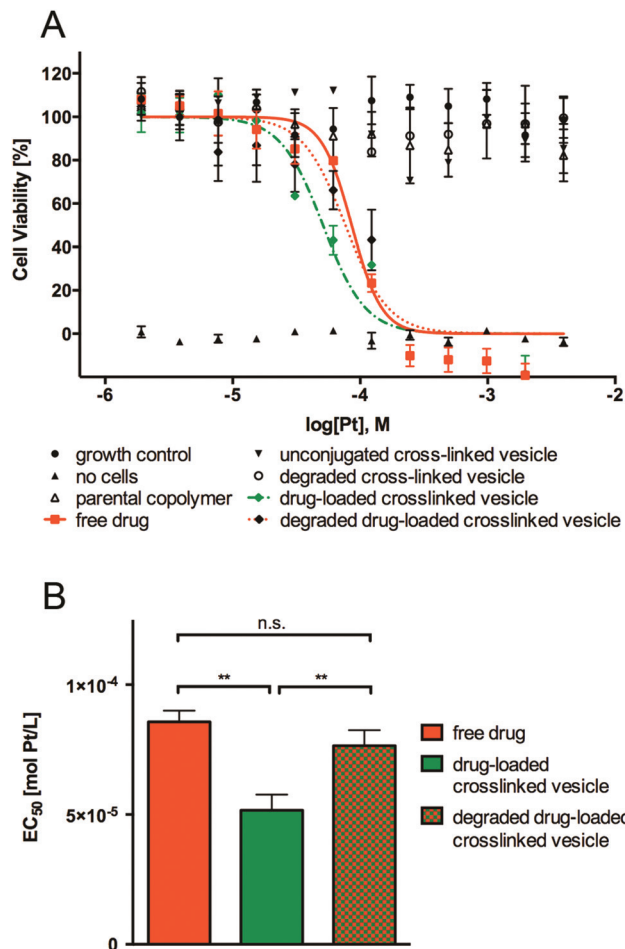 A
120
100
80
60
40
20
0
Cell Viability [%]
-6
-5
-4
-3
-2
log[Pt], M
growth control
no cells
parental copolymer
free drug
unconjugated cross-linked vesicle
degraded cross-linked vesicle
drug-loaded crosslinked vesicle
degraded drug-loaded crosslinked vesicle
B
n.s.
**
**
1×10⁻⁴
5×10⁻⁵
0
EC₅₀ [mol Pt/L]
free drug
drug-loaded
crosslinked vesicle
degraded drug-loaded
crosslinked vesicle